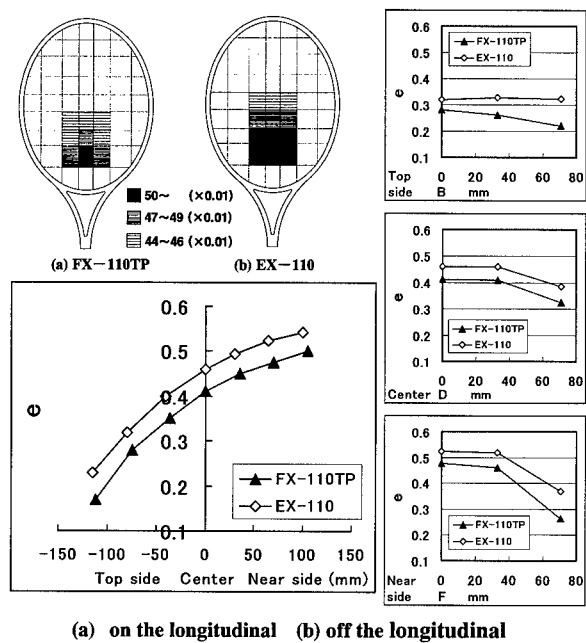 50～ (×0.01)
47～49 (×0.01)
44～46 (×0.01)
(a) FX－110TP
(b) EX－110
e
0.6
0.5
0.4
0.3
0.2
0.1
FX-110TP
EX-110
-150
-100
-50
0
50
100
150
Top side Center Near side (mm)
0.6
0.5
0.4
0.3
0.2
0.1
e
FX-110TP
EX-110
Top 0 20 40 60 80
side B mm
0.6
0.5
0.4
0.3
0.2
0.1
e
FX-110TP
EX-110
0 20 40 60 80
Center D mm
0.6
0.5
0.4
0.3
0.2
0.1
e
FX-110TP
EX-110
Near 0 20 40 60 80
side F mm
(a) on the longitudinal (b) off the longitudinal